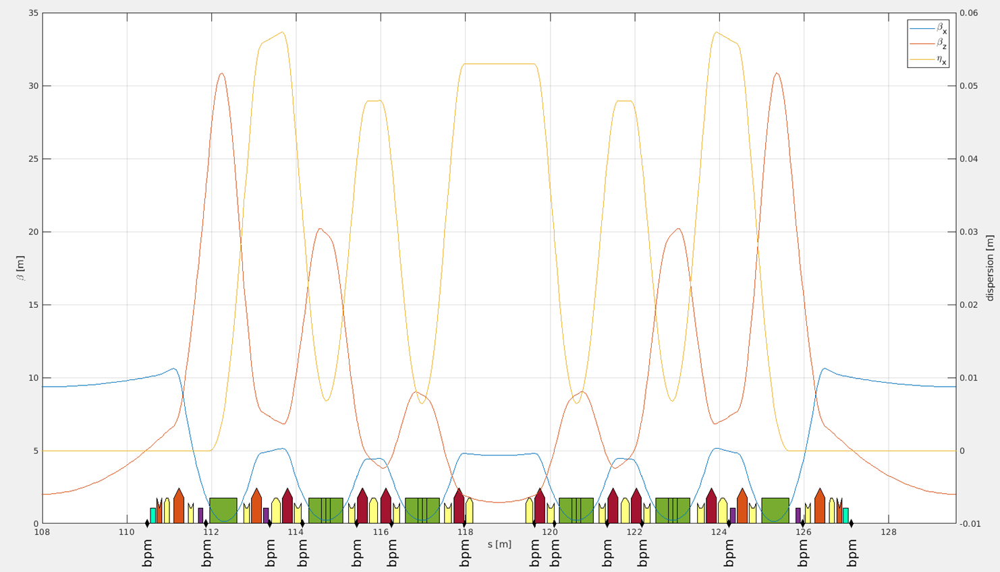 35
30
25
20
15
10
5
0
β [m]
0.06
0.05
0.04
0.03
0.02
0.01
0
-0.01
dispersion [m]
βx
βz
ηx
108 110 112 114 116 118 120 122 124 126 128
s [m]
bpm bpm bpm bpm bpm bpm bpm bpm bpm bpm bpm bpm bpm bpm